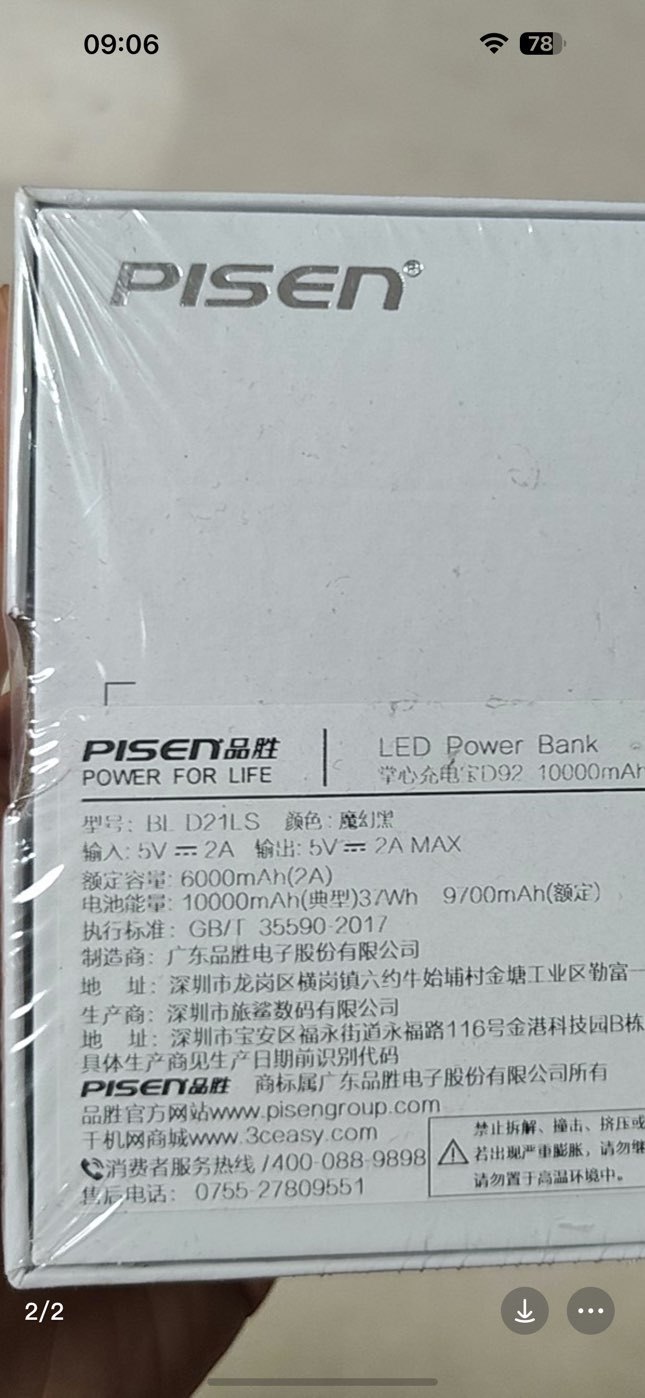 09:06
78
PISEN®
PISEN品胜
POWER FOR LIFE
LED Power Bank
掌心充电宝D92 10000mAh
型号: BL D21LS 颜色: 魔幻黑
输入: 5V⎓2A 输出: 5V⎓2A MAX
额定容量: 6000mAh(2A)
电池能量: 10000mAh(典型)37Wh 9700mAh(额定)
执行标准: GB/T 35590-2017
制造商: 广东品胜电子股份有限公司
地 址: 深圳市龙岗区横岗镇六约牛始埔村金塘工业区勒富一
生产商: 深圳市旅鲨数码有限公司
地 址: 深圳市宝安区福永街道永福路116号金港科技园B栋
具体生产商见生产日期前识别代码
PISEN品胜 商标属广东品胜电子股份有限公司所有
品胜官方网站www.pisengroup.com
干机网商城www.3ceasy.com
消费者服务热线/400-088-9898
售后电话: 0755-27809551
禁止拆解、撞击、挤压或
若出现严重膨胀，请勿继
请勿置于高温环境中。
2/2